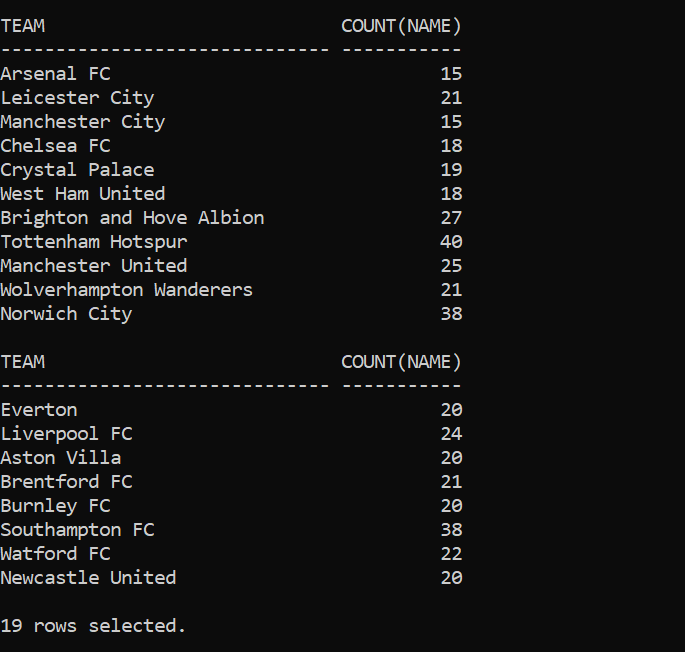 TEAM                           COUNT(NAME)
------------------------------ -----------
Arsenal FC                              15
Leicester City                          21
Manchester City                         15
Chelsea FC                              18
Crystal Palace                          19
West Ham United                         18
Brighton and Hove Albion                27
Tottenham Hotspur                       40
Manchester United                       25
Wolverhampton Wanderers                 21
Norwich City                            38

TEAM                           COUNT(NAME)
------------------------------ -----------
Everton                                 20
Liverpool FC                            24
Aston Villa                             20
Brentford FC                            21
Burnley FC                              20
Southampton FC                          38
Watford FC                              22
Newcastle United                        20

19 rows selected.